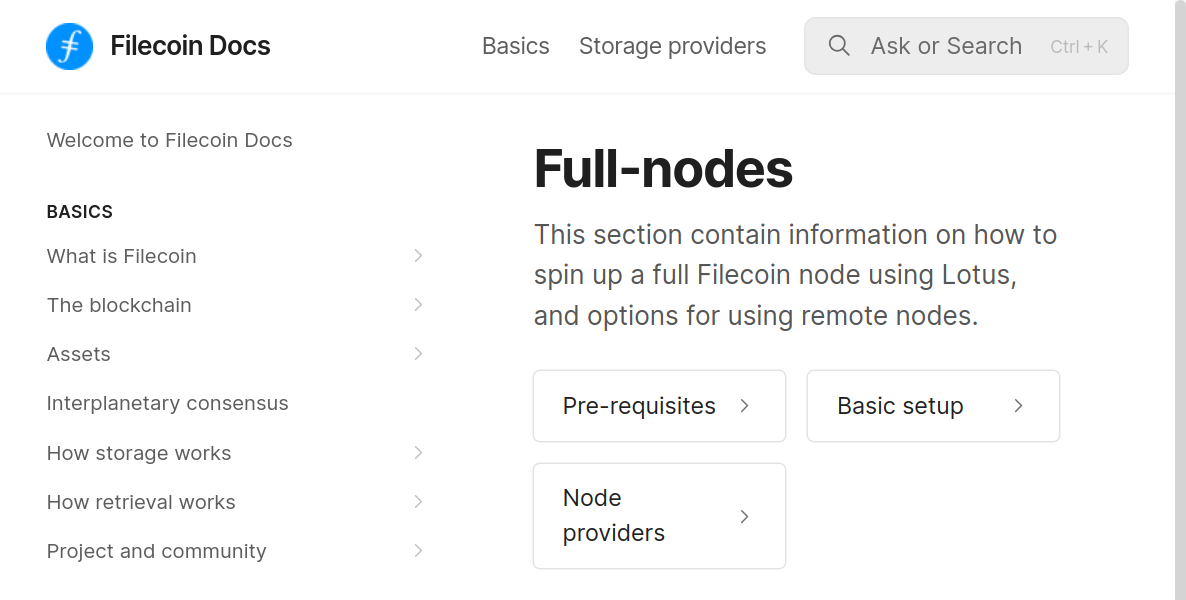 Filecoin Docs
Basics
Storage providers
Ask or Search
Ctrl + K
Welcome to Filecoin Docs
BASICS
What is Filecoin
The blockchain
Assets
Interplanetary consensus
How storage works
How retrieval works
Project and community
Full-nodes
This section contain information on how to
spin up a full Filecoin node using Lotus,
and options for using remote nodes.
Pre-requisites
Basic setup
Node
providers